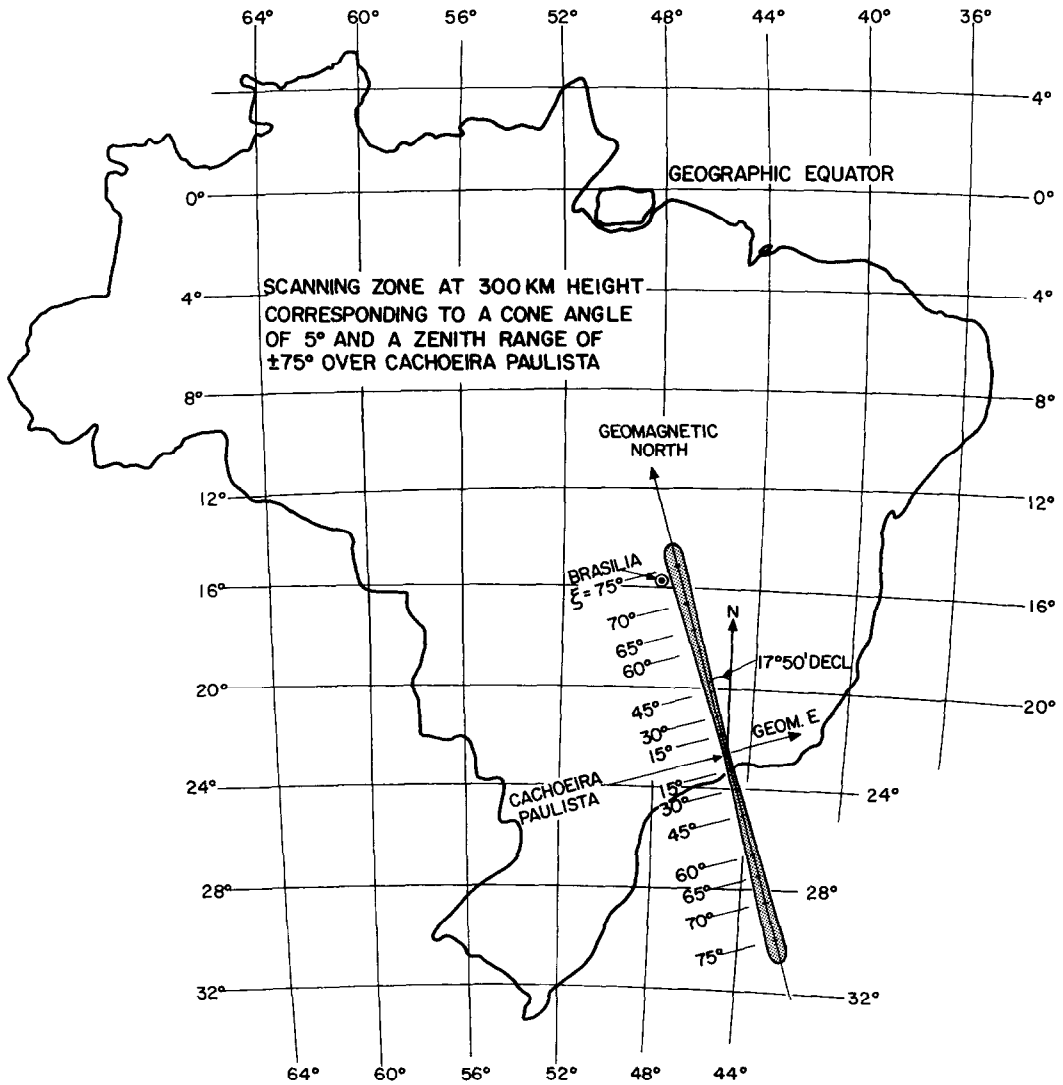 64° 60° 56° 52° 48° 44° 40° 36°
4°
GEOGRAPHIC EQUATOR
0° 0°
SCANNING ZONE AT 300 KM HEIGHT
4° 4°
CORRESPONDING TO A CONE ANGLE
OF 5° AND A ZENITH RANGE OF
±75° OVER CACHOEIRA PAULISTA
8° 8°
GEOMAGNETIC
NORTH
12° 12°
BRASILIA
ξ=75°
16° 16°
70°
N
65°
60°
17°50'DECL
20° 20°
45°
30°
GEOM. E
15°
CACHOEIRA
PAULISTA
24° 24°
15°
30°
45°
60°
28° 28°
65°
70°
75°
32° 32°
64° 60° 56° 52° 48° 44°